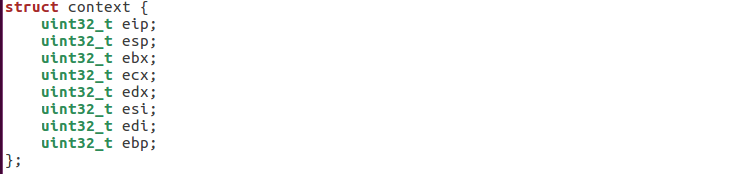 struct context {
    uint32_t eip;
    uint32_t esp;
    uint32_t ebx;
    uint32_t ecx;
    uint32_t edx;
    uint32_t esi;
    uint32_t edi;
    uint32_t ebp;
};